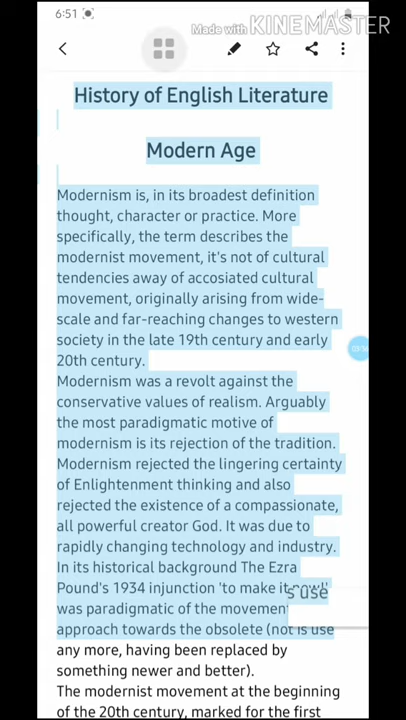 6:51
Made with KINEMASTER
History of English Literature
Modern Age
Modernism is, in its broadest definition
thought, character or practice. More
specifically, the term describes the
modernist movement, it's not of cultural
tendencies away of accosiated cultural
movement, originally arising from wide-
scale and far-reaching changes to western
society in the late 19th century and early
20th century.
Modernism was a revolt against the
conservative values of realism. Arguably
the most paradigmatic motive of
modernism is its rejection of the tradition.
Modernism rejected the lingering certainty
of Enlightenment thinking and also
rejected the existence of a compassionate,
all powerful creator God. It was due to
rapidly changing technology and industry.
In its historical background The Ezra
Pound's 1934 injunction 'to make it
s use
was paradigmatic of the movement
approach towards the obsolete (not is use
any more, having been replaced by
something newer and better).
The modernist movement at the beginning
of the 20th century, marked for the first